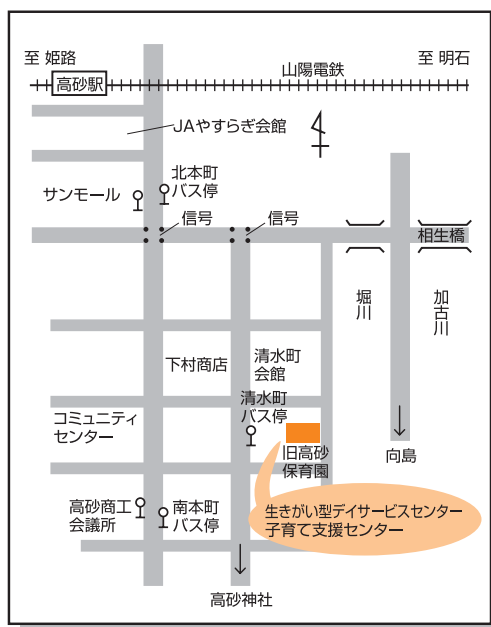 至 姫路
至 明石
高砂駅
山陽電鉄
JAやすらぎ会館
北本町
バス停
サンモール
信号
信号
相生橋
堀川
加古川
下村商店
清水町
会館
清水町
バス停
コミュニティ
センター
旧高砂
保育園
向島
高砂商工
会議所
南本町
バス停
生きがい型デイサービスセンター
子育て支援センター
高砂神社